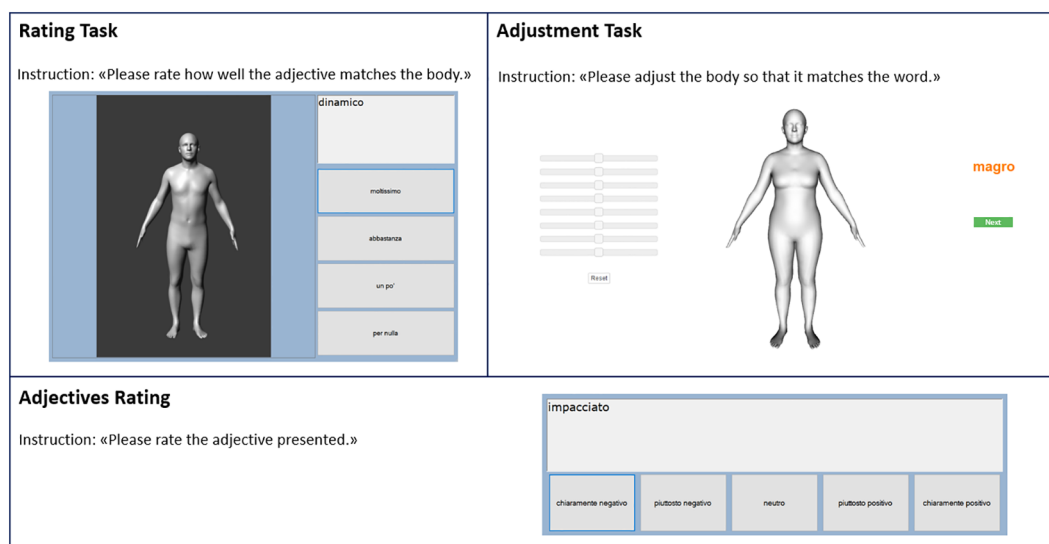 Rating Task
Instruction: «Please rate how well the adjective matches the body.»
dinamico
moltissimo
abbastanza
un po'
per nulla
Adjustment Task
Instruction: «Please adjust the body so that it matches the word.»
magro
Next
Reset
Adjectives Rating
Instruction: «Please rate the adjective presented.»
impacciato
chiaramente negativo
piuttosto negativo
neutro
piuttosto positivo
chiaramente positivo